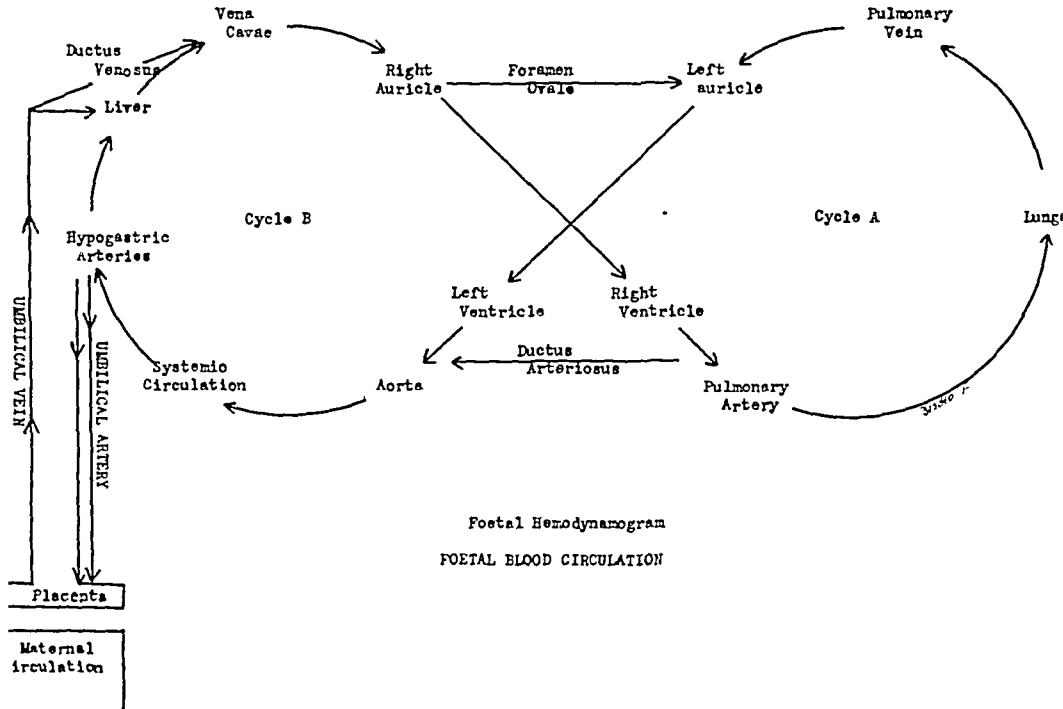 Vena
Cavae
Pulmonary
Vein
Ductus
Venosus
Right
Auricle
Foramen
Ovale
Left
auricle
Liver
Cycle B
Cycle A
Lungs
Hypogastric
Arteries
Left
Ventricle
Right
Ventricle
UMBILICAL VEIN
UMBILICAL ARTERY
Systemic
Circulation
Aorta
Ductus
Arteriosus
Pulmonary
Artery
Foetal Hemodynamogram
FOETAL BLOOD CIRCULATION
Placenta
Maternal
irculation